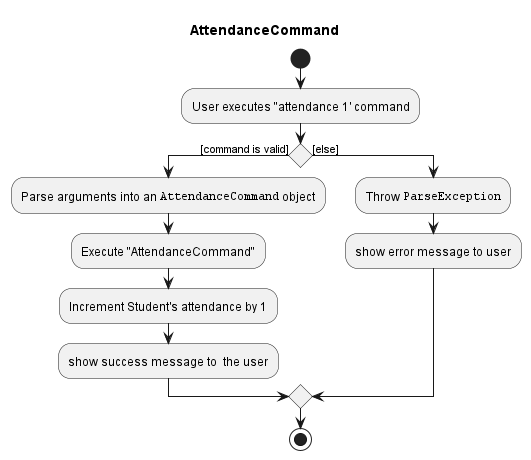 AttendanceCommand
User executes "attendance 1' command
[command is valid]
[else]
Parse arguments into an AttendanceCommand object
Throw ParseException
Execute "AttendanceCommand"
show error message to user
Increment Student's attendance by 1
show success message to  the user